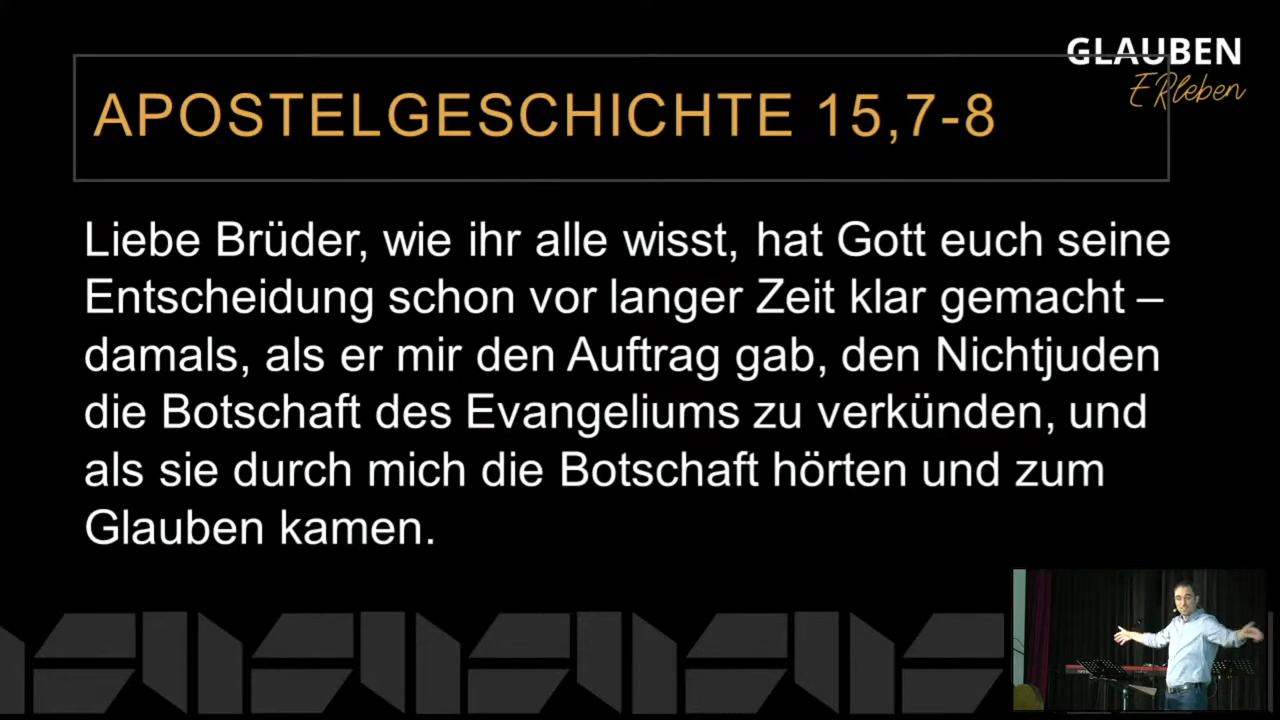 GLAUBEN
ERleben
APOSTELGESCHICHTE 15,7-8
Liebe Brüder, wie ihr alle wisst, hat Gott euch seine
Entscheidung schon vor langer Zeit klar gemacht –
damals, als er mir den Auftrag gab, den Nichtjuden
die Botschaft des Evangeliums zu verkünden, und
als sie durch mich die Botschaft hörten und zum
Glauben kamen.